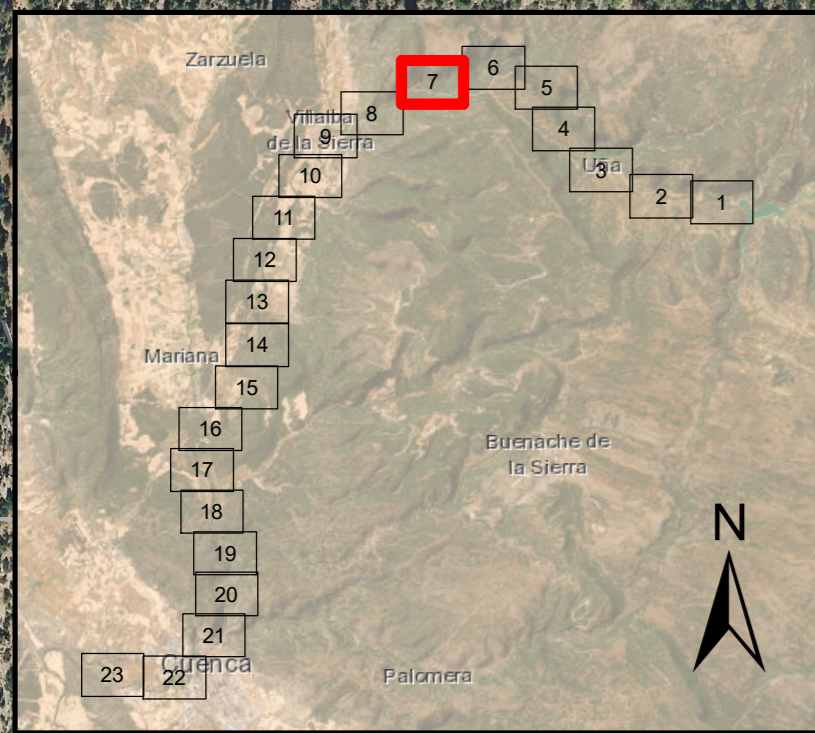 Zarzuela
6
7
5
8
Villalba
de la Sierra
9
4
Uña
3
10
2
1
11
12
13
14
Mariana
15
16
Buenache de
la Sierra
17
18
N
19
20
21
Cuenca
23
22
Palomera